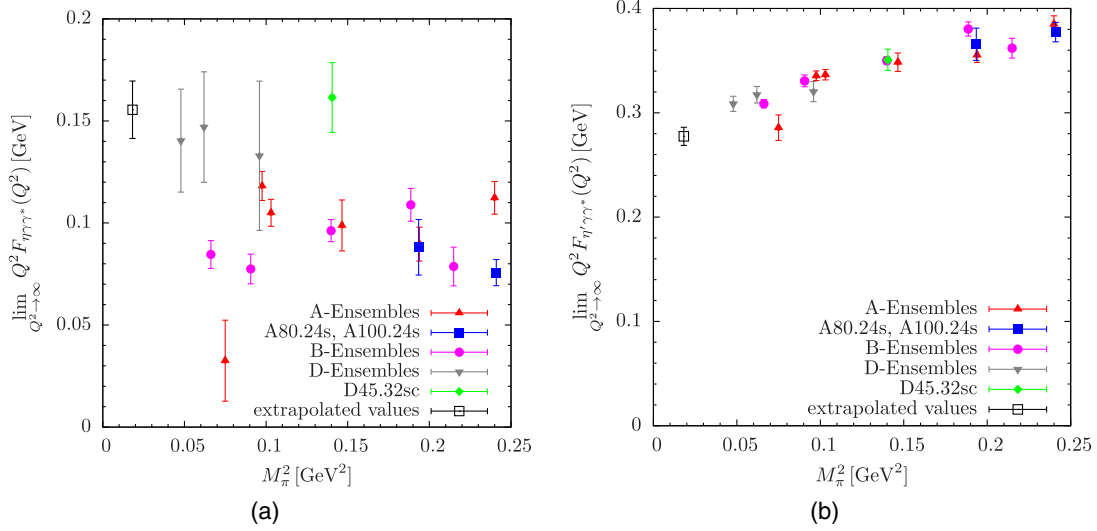 0.2
0.15
0.1
0.05
0
0 0.05 0.1 0.15 0.2 0.25
lim Q²→∞ Q²F_{ηγγ*}(Q²) [GeV]
M²_π [GeV²]
A-Ensembles
A80.24s, A100.24s
B-Ensembles
D-Ensembles
D45.32sc
extrapolated values
(a)
0.4
0.3
0.2
0.1
0
0 0.05 0.1 0.15 0.2 0.25
lim Q²→∞ Q²F_{η′γγ*}(Q²) [GeV]
M²_π [GeV²]
A-Ensembles
A80.24s, A100.24s
B-Ensembles
D-Ensembles
D45.32sc
extrapolated values
(b)